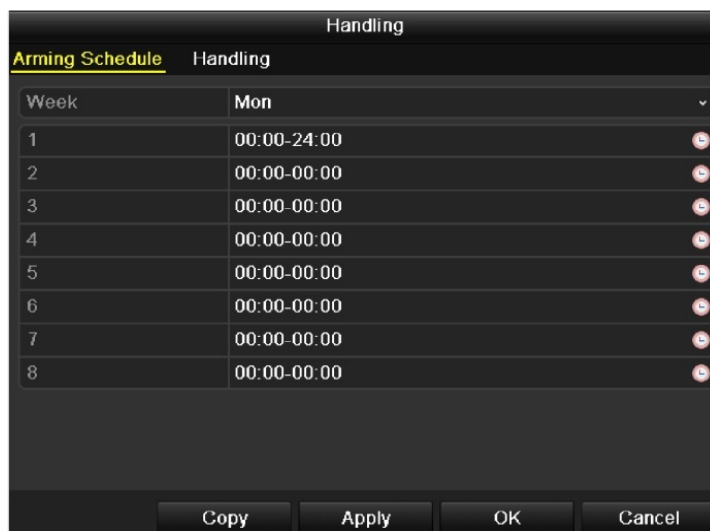 Handling
Arming Schedule Handling
Week Mon
1 00:00-24:00
2 00:00-00:00
3 00:00-00:00
4 00:00-00:00
5 00:00-00:00
6 00:00-00:00
7 00:00-00:00
8 00:00-00:00
Copy Apply OK Cancel